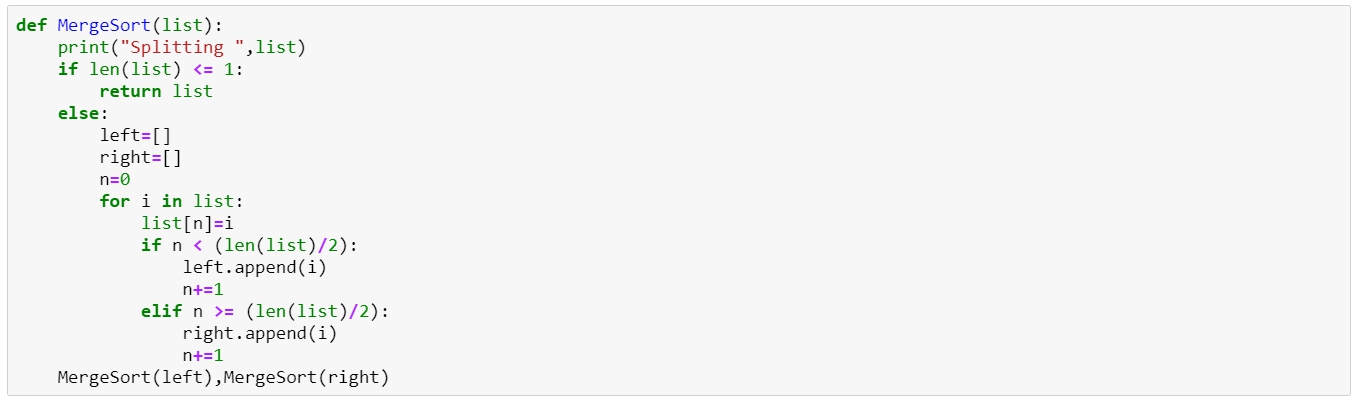 def MergeSort(list):
    print("Splitting ",list)
    if len(list) <= 1:
        return list
    else:
        left=[]
        right=[]
        n=0
        for i in list:
            list[n]=i
            if n < (len(list)/2):
                left.append(i)
                n+=1
            elif n >= (len(list)/2):
                right.append(i)
                n+=1
    MergeSort(left),MergeSort(right)